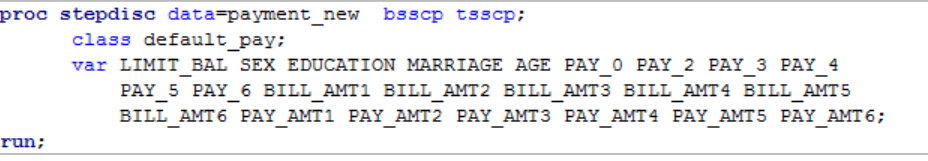 proc stepdisc data=payment_new  bsscp tsscp;
class default_pay;
var LIMIT_BAL SEX EDUCATION MARRIAGE AGE PAY_0 PAY_2 PAY_3 PAY_4
PAY_5 PAY_6 BILL_AMT1 BILL_AMT2 BILL_AMT3 BILL_AMT4 BILL_AMT5
BILL_AMT6 PAY_AMT1 PAY_AMT2 PAY_AMT3 PAY_AMT4 PAY_AMT5 PAY_AMT6;
run;